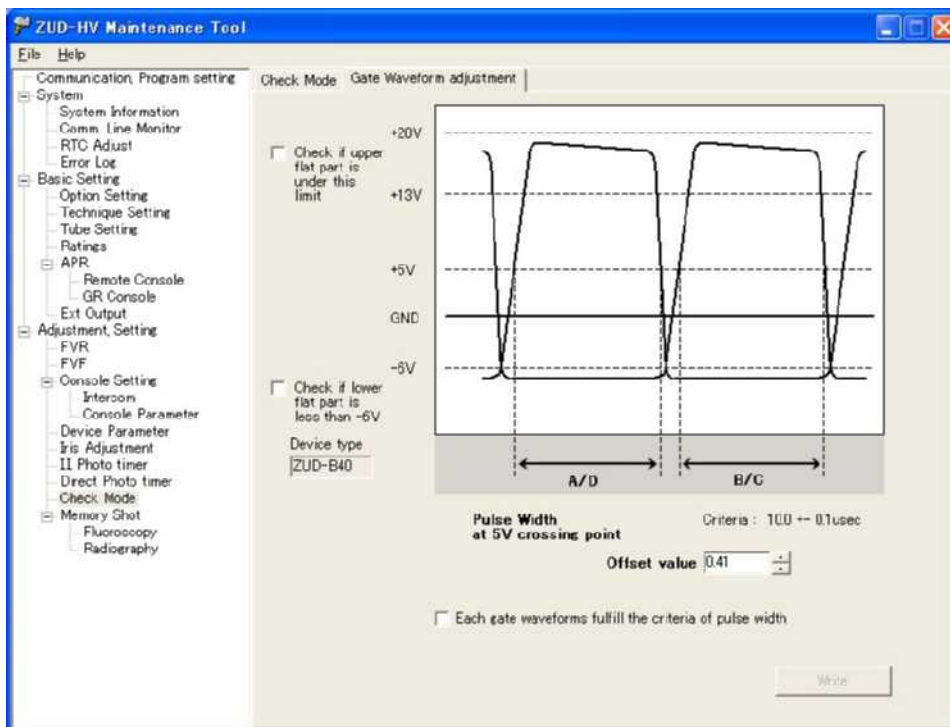 ZUD-HV Maintenance Tool
File Help
Communication, Program setting
System
System Information
Comm. Line Monitor
RTC Adjust
Error Log
Basic Setting
Option Setting
Technique Setting
Tube Setting
Ratings
APR
Remote Console
GR Console
Ext Output
Adjustment, Setting
FVR
FVF
Console Setting
Intercom
Console Parameter
Device Parameter
Iris Adjustment
II Photo timer
Direct Photo timer
Check Mode
Memory Shot
Fluoroscopy
Radiography
Check Mode Gate Waveform adjustment
Check if upper
flat part is
under this
limit
+20V
+13V
+5V
GND
-6V
Check if lower
flat part is
less than -6V
Device type
ZUD-B40
A/D B/C
Pulse Width
at 5V crossing point
Criteria : 10.0 +- 0.1usec
Offset value 0.41
Each gate waveforms fulfill the criteria of pulse width
Write